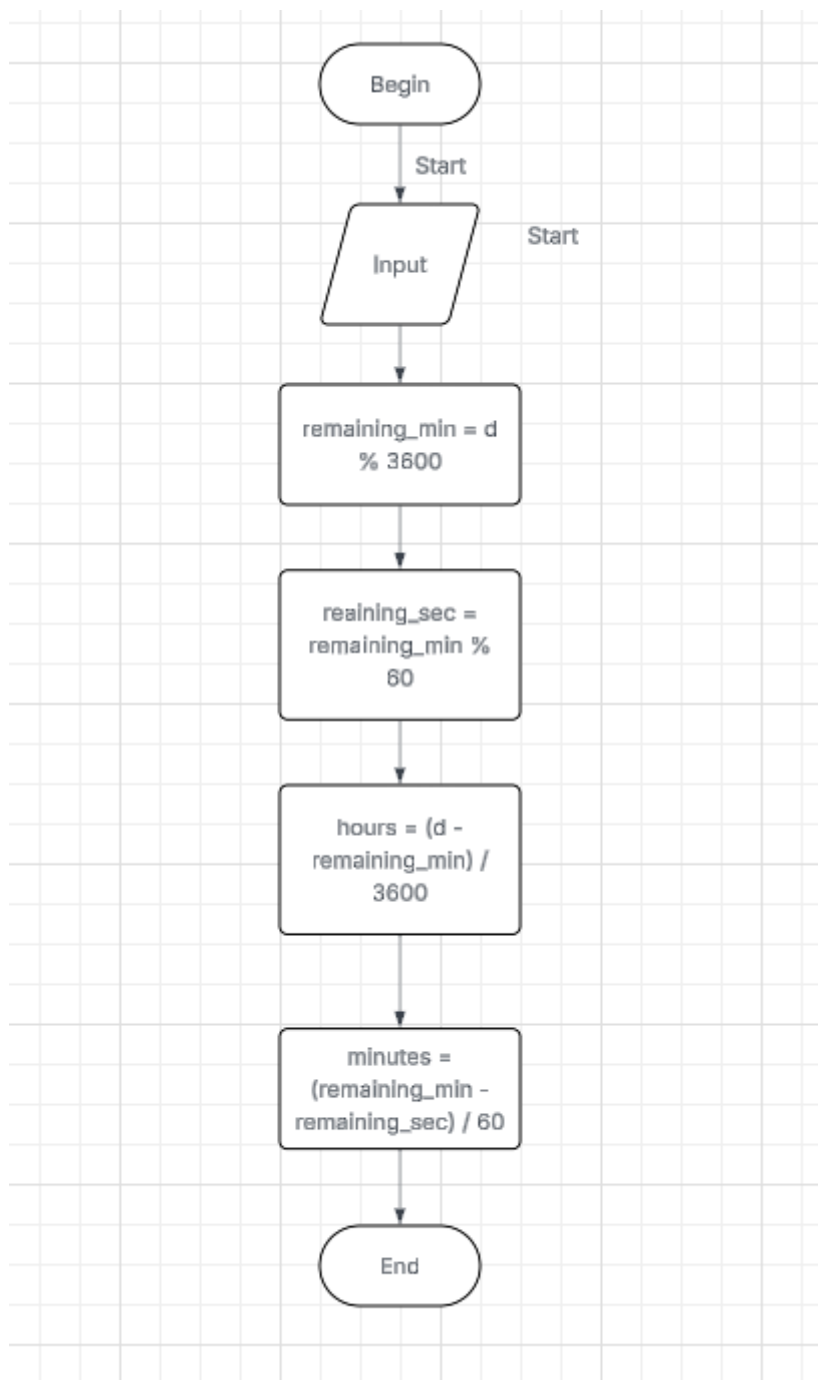 Begin
Start
Start
Input
remaining_min = d
% 3600
reaining_sec =
remaining_min %
60
hours = (d -
remaining_min) /
3600
minutes =
(remaining_min -
remaining_sec) / 60
End